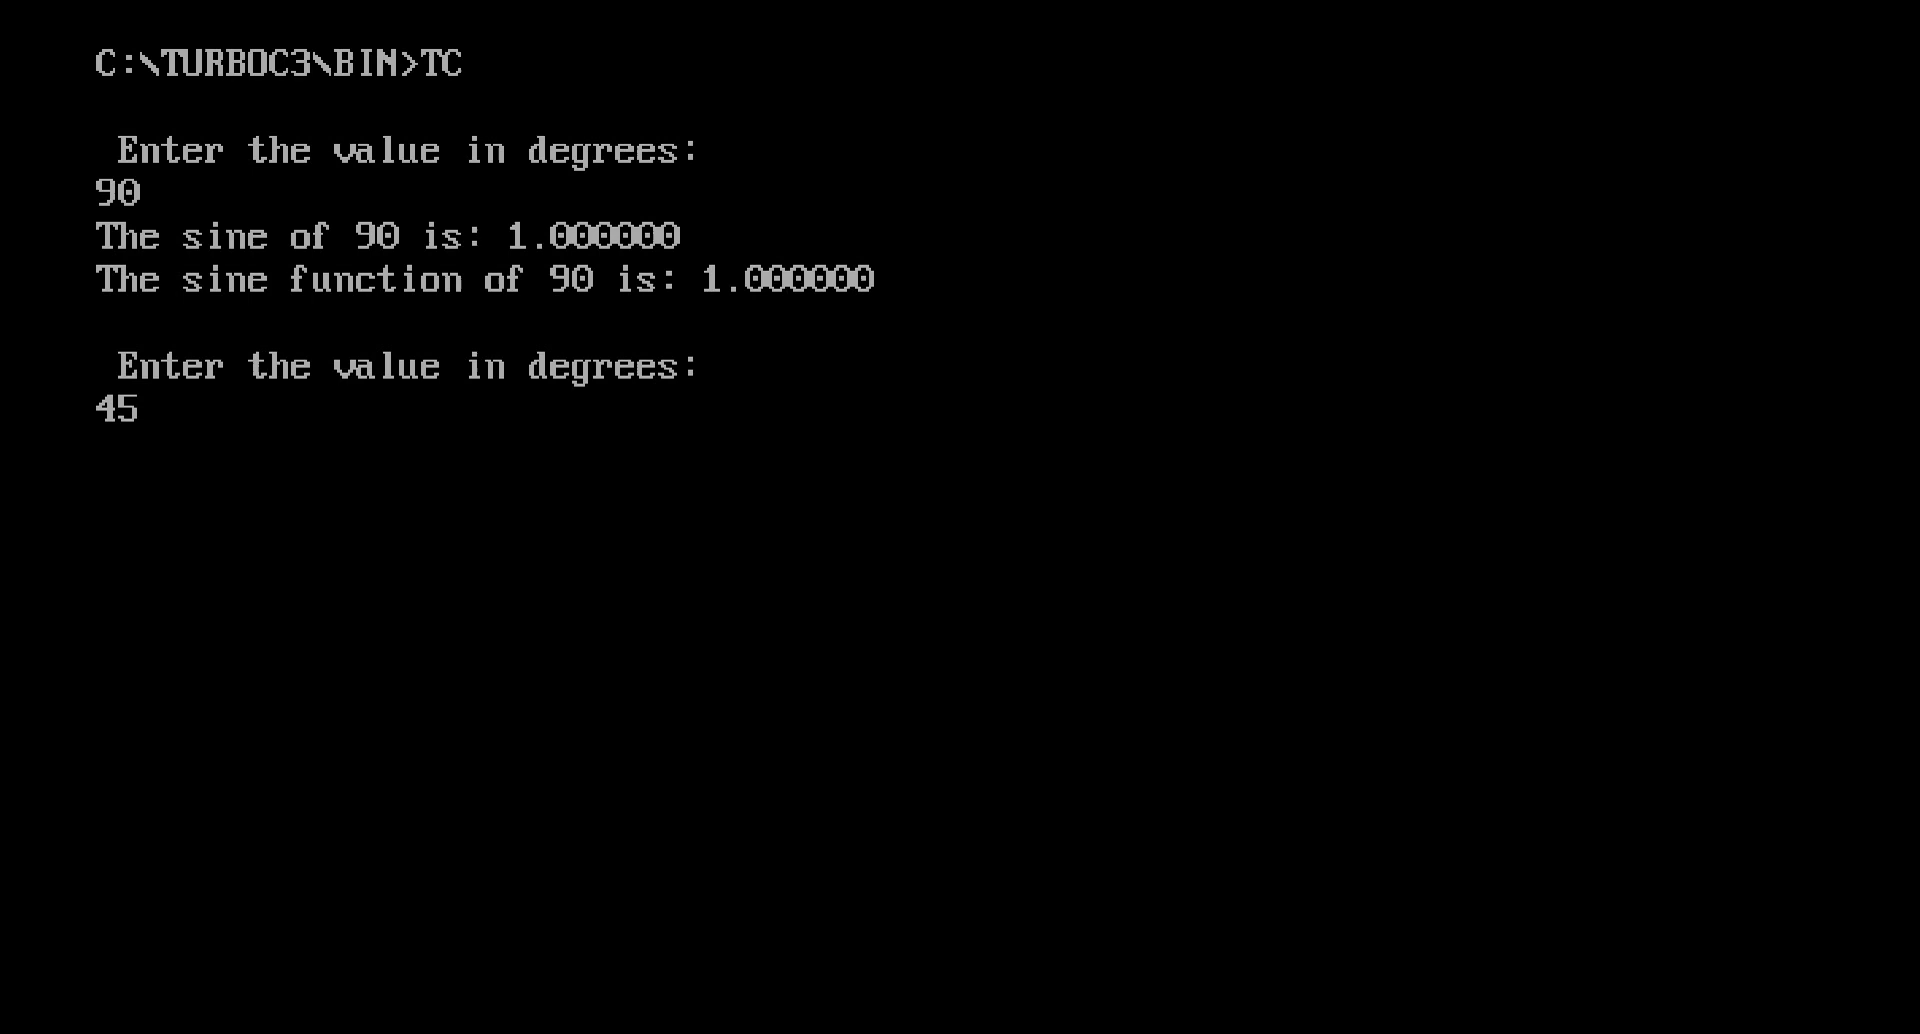 C:\TURBOC3\BIN>TC
Enter the value in degrees:
90
The sine of 90 is: 1.000000
The sine function of 90 is: 1.000000
Enter the value in degrees:
45